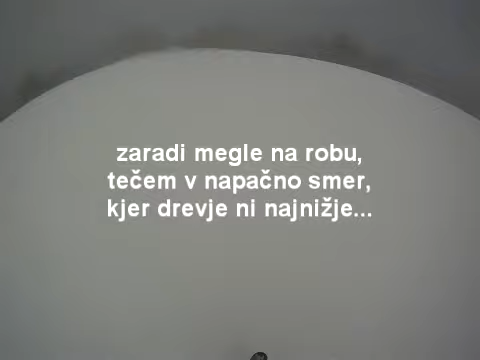 zaradi megle na robu,
tečem v napačno smer,
kjer drevje ni najnižje...